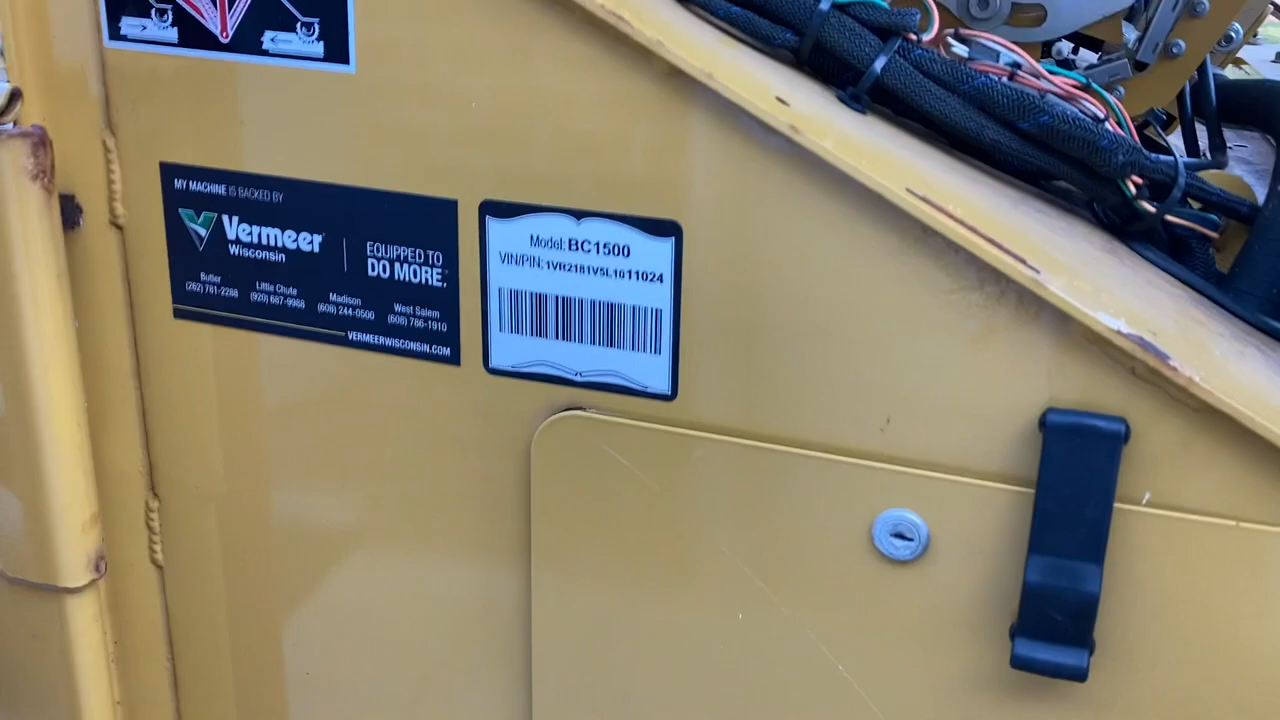 MY MACHINE IS BACKED BY
Vermeer
Wisconsin
EQUIPPED TO
DO MORE.
Butler
(262) 781-2288
Little Chute
(920) 687-9988
Madison
(608) 244-0500
West Salem
(608) 786-1910
VERMEERWISCONSIN.COM
Model: BC1500
VIN/PIN: 1VR2181V5L1011024